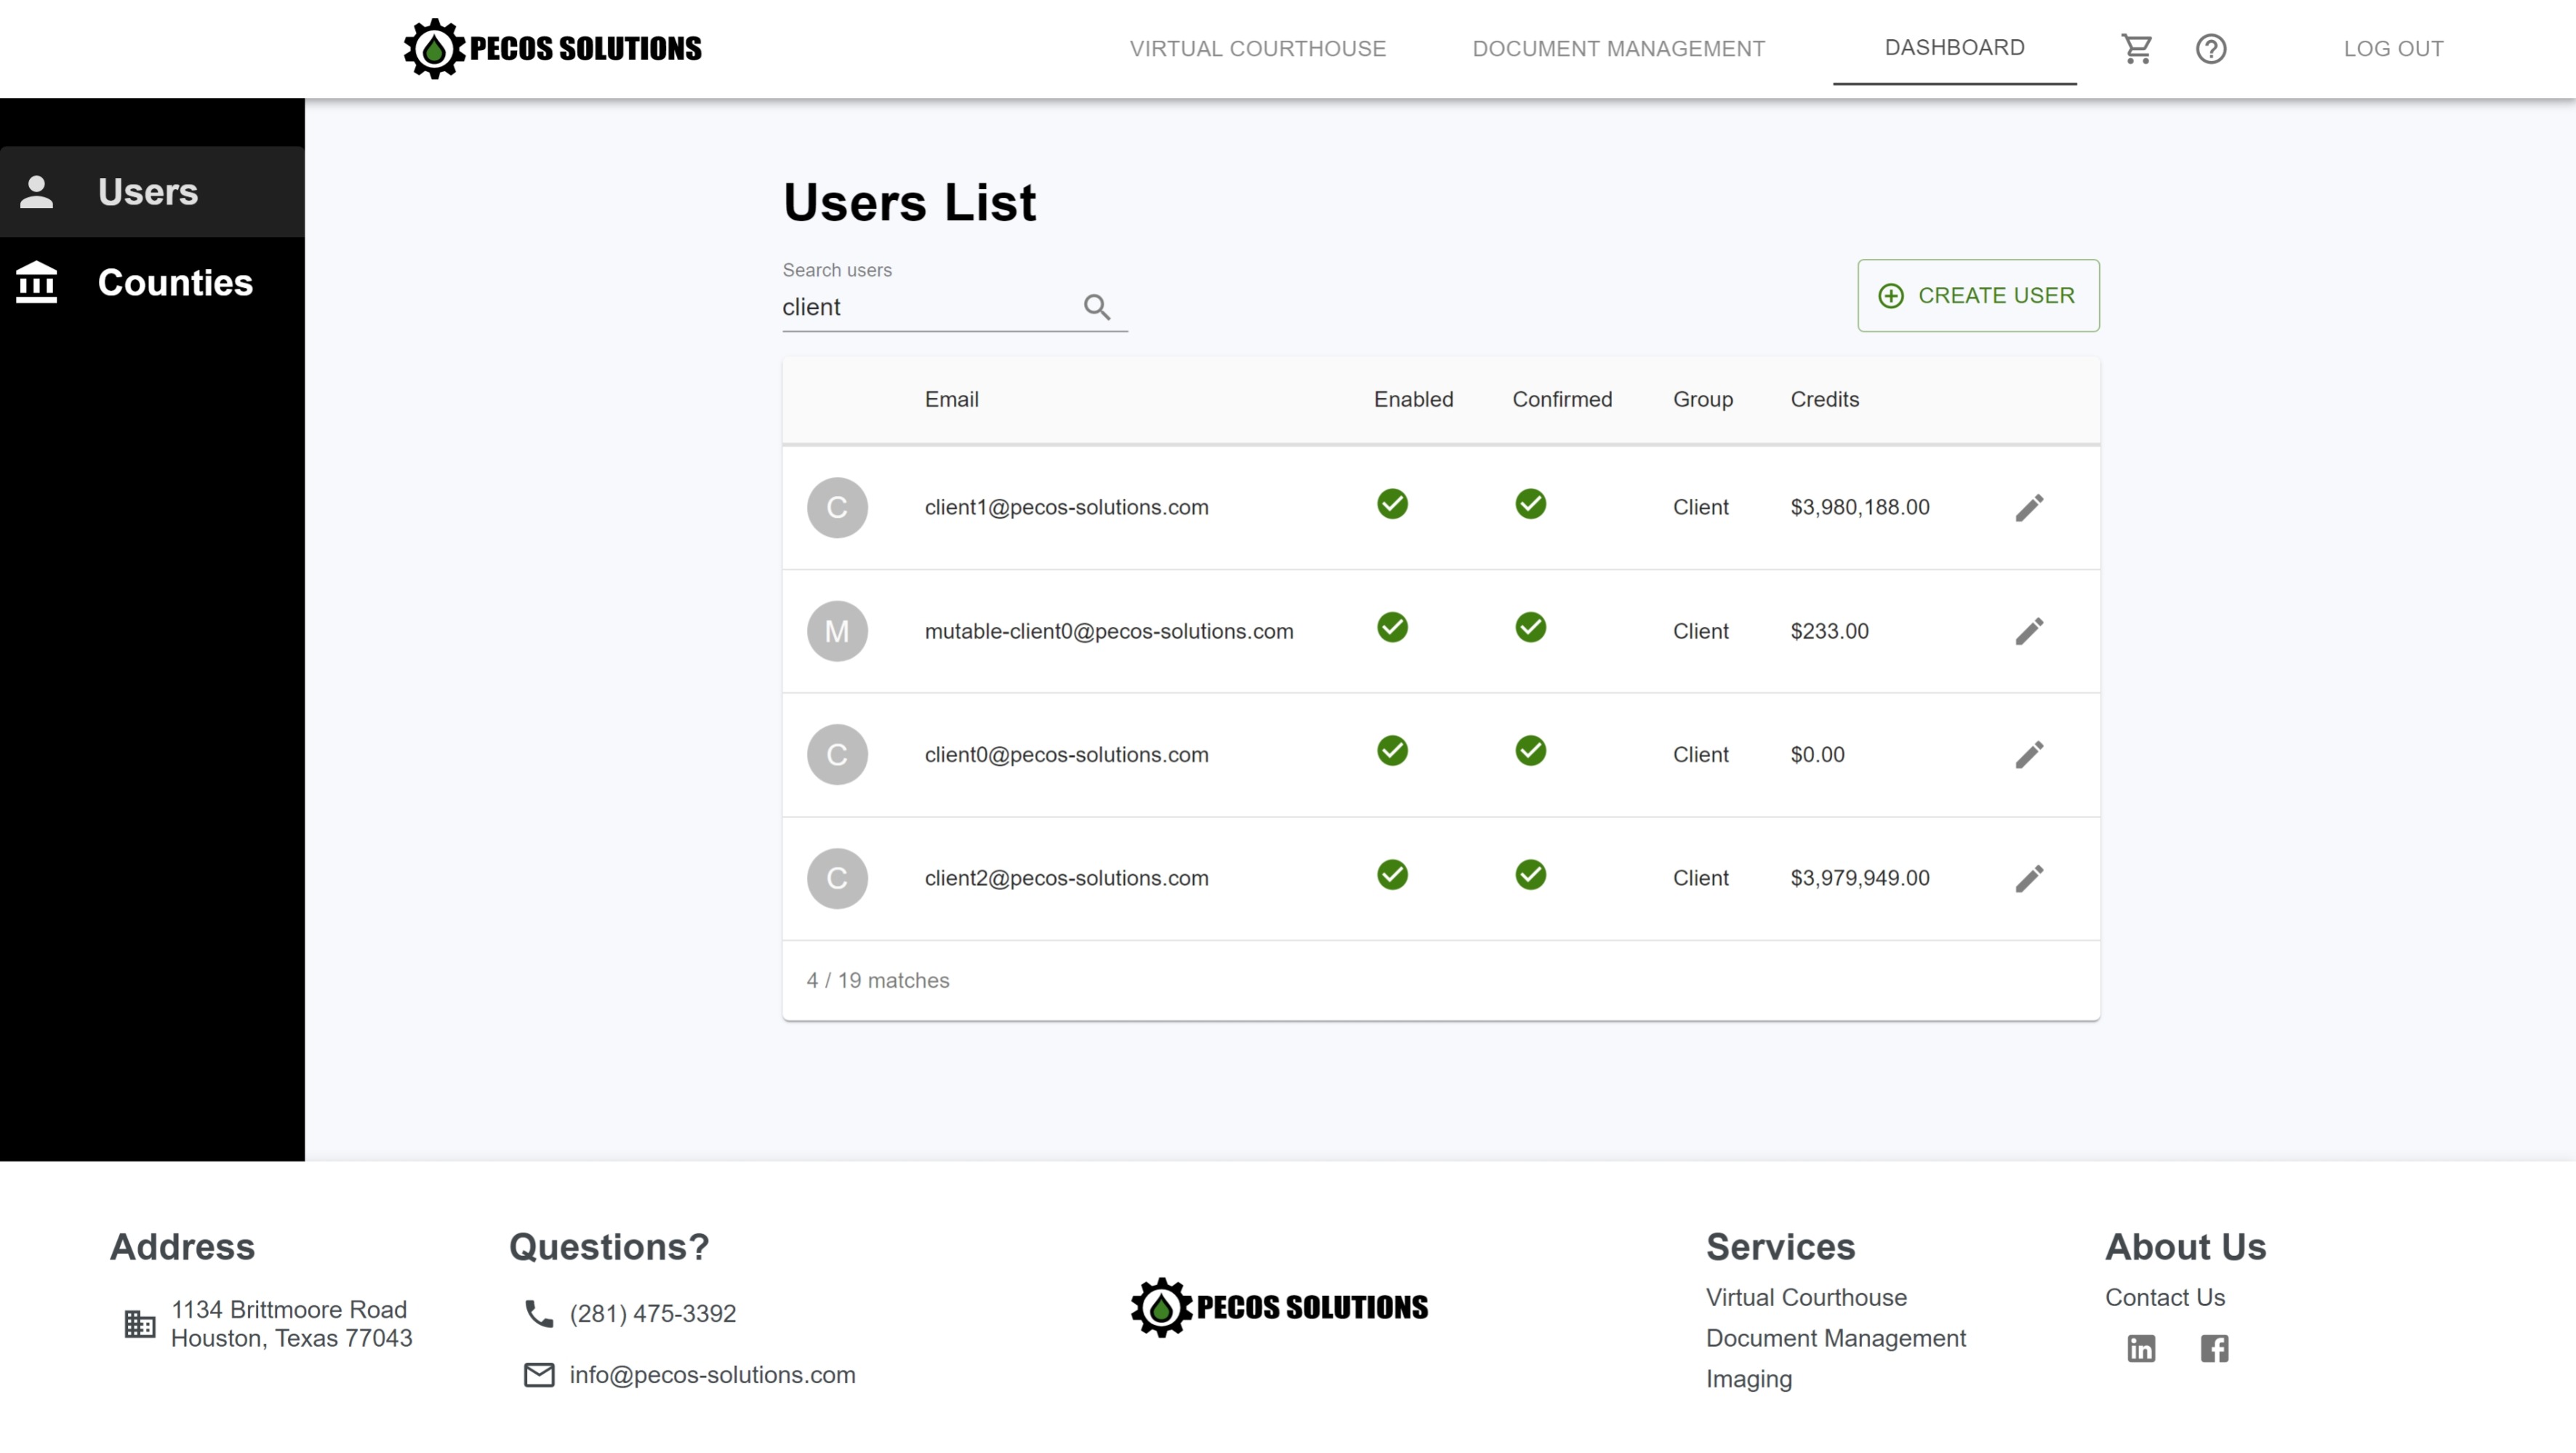 PECOS SOLUTIONS
VIRTUAL COURTHOUSE
DOCUMENT MANAGEMENT
DASHBOARD
LOG OUT
Users
Counties
Users List
Search users
client
CREATE USER
Email Enabled Confirmed Group Credits
C client1@pecos-solutions.com Client $3,980,188.00
M mutable-client0@pecos-solutions.com Client $233.00
C client0@pecos-solutions.com Client $0.00
C client2@pecos-solutions.com Client $3,979,949.00
4 / 19 matches
Address
1134 Brittmoore Road
Houston, Texas 77043
Questions?
(281) 475-3392
info@pecos-solutions.com
PECOS SOLUTIONS
Services
Virtual Courthouse
Document Management
Imaging
About Us
Contact Us